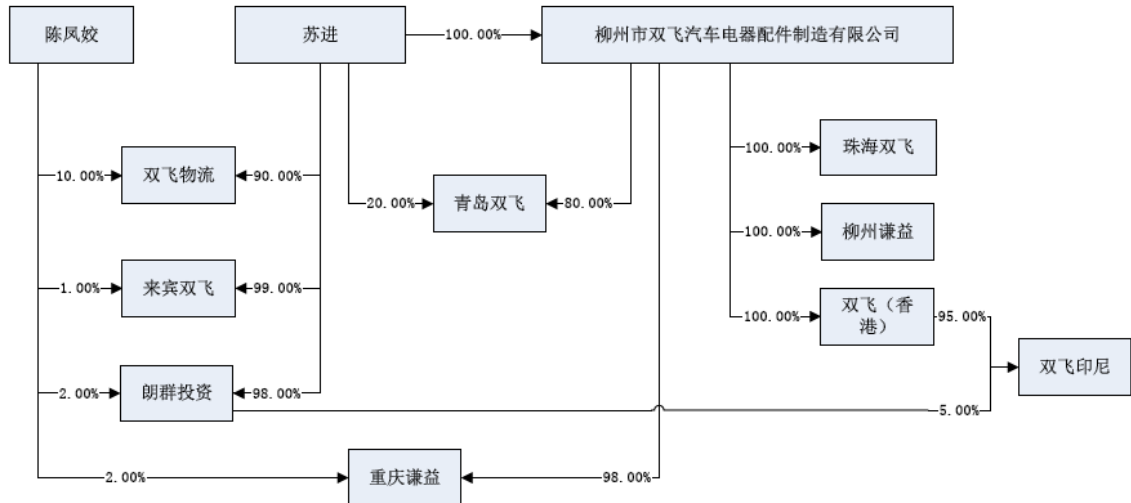 陈凤姣
苏进
100.00%
柳州市双飞汽车电器配件制造有限公司
珠海双飞
100.00%
双飞物流
10.00%
90.00%
青岛双飞
20.00%
80.00%
柳州谦益
100.00%
来宾双飞
1.00%
99.00%
双飞（香
港）
100.00%
95.00%
双飞印尼
朗群投资
2.00%
98.00%
5.00%
重庆谦益
2.00%
98.00%